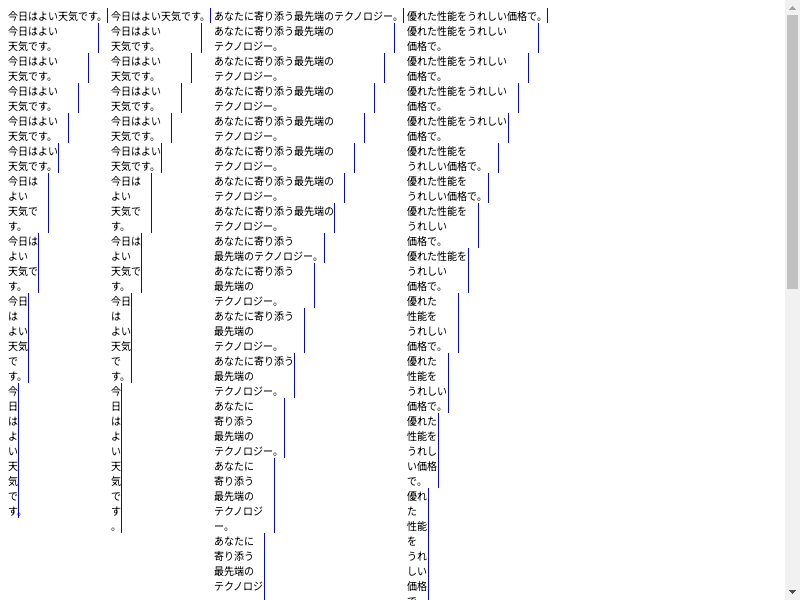 今日はよい天気です。
今日はよい
天気です。
今日はよい
天気です。
今日はよい
天気です。
今日はよい
天気です。
今日はよい
天気です。
今日は
よい
天気で
す。
今日は
よい
天気で
す。
今日
は
よい
天気
で
す。
今
日
は
よ
い
天
気
で
す。
今日はよい天気です。
今日はよい
天気です。
今日はよい
天気です。
今日はよい
天気です。
今日はよい
天気です。
今日はよい
天気です。
今日は
よい
天気で
す。
今日は
よい
天気で
す。
今日
は
よい
天気
で
す。
今
日
は
よ
い
天
気
で
す
。
あなたに寄り添う最先端のテクノロジー。
あなたに寄り添う最先端の
テクノロジー。
あなたに寄り添う最先端の
テクノロジー。
あなたに寄り添う最先端の
テクノロジー。
あなたに寄り添う最先端の
テクノロジー。
あなたに寄り添う最先端の
テクノロジー。
あなたに寄り添う最先端の
テクノロジー。
あなたに寄り添う最先端の
テクノロジー。
あなたに寄り添う
最先端のテクノロジー。
あなたに寄り添う
最先端の
テクノロジー。
あなたに寄り添う
最先端の
テクノロジー。
あなたに寄り添う
最先端の
テクノロジー。
あなたに
寄り添う
最先端の
テクノロジー。
あなたに
寄り添う
最先端の
テクノロジ
ー。
あなたに
寄り添う
最先端の
テクノロジ
優れた性能をうれしい価格で。
優れた性能をうれしい
価格で。
優れた性能をうれしい
価格で。
優れた性能をうれしい
価格で。
優れた性能をうれしい
価格で。
優れた性能を
うれしい価格で。
優れた性能を
うれしい価格で。
優れた性能を
うれしい
価格で。
優れた性能を
うれしい
価格で。
優れた
性能を
うれしい
価格で。
優れた
性能を
うれしい
価格で。
優れた
性能を
うれし
い価格
で。
優れ
た
性能
を
うれ
しい
価格